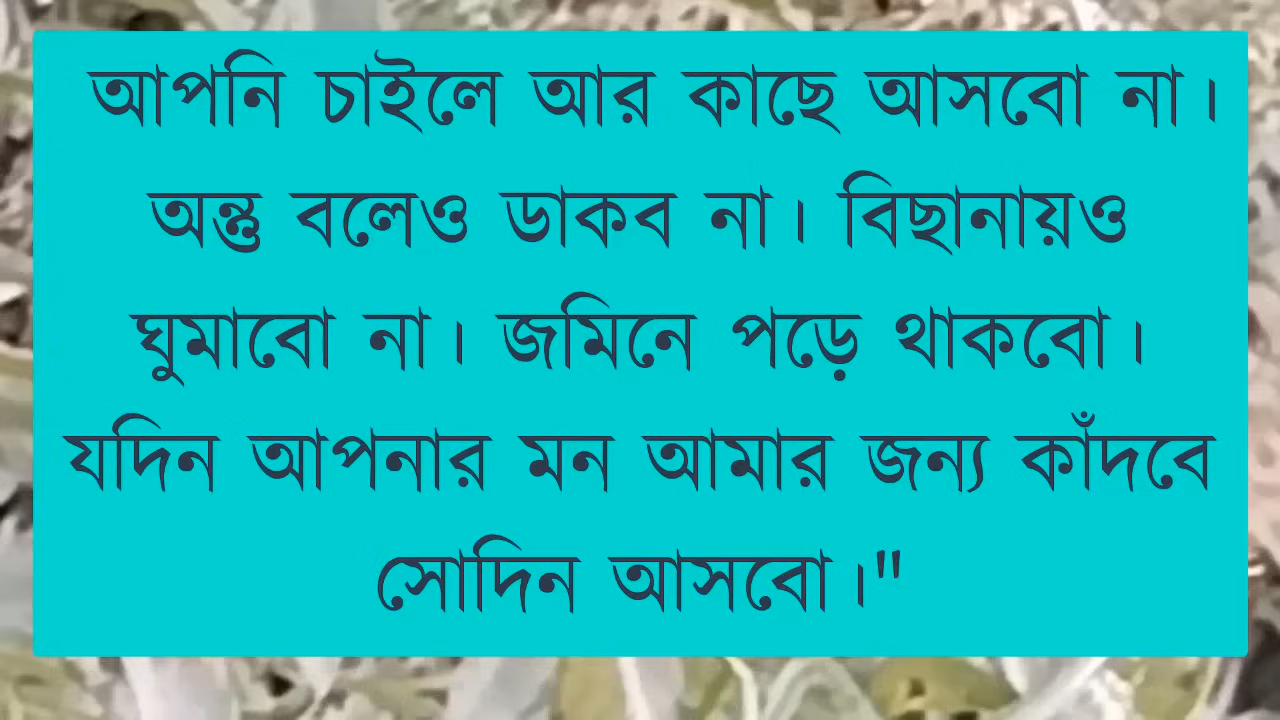 আপনি চাইলে আর কাছে আসবো না।
অন্তু বলেও ডাকব না। বিছানায়ও
ঘুমাবো না। জমিনে পড়ে থাকবো।
যদিন আপনার মন আমার জন্য কাঁদবে
সোদিন আসবো।"